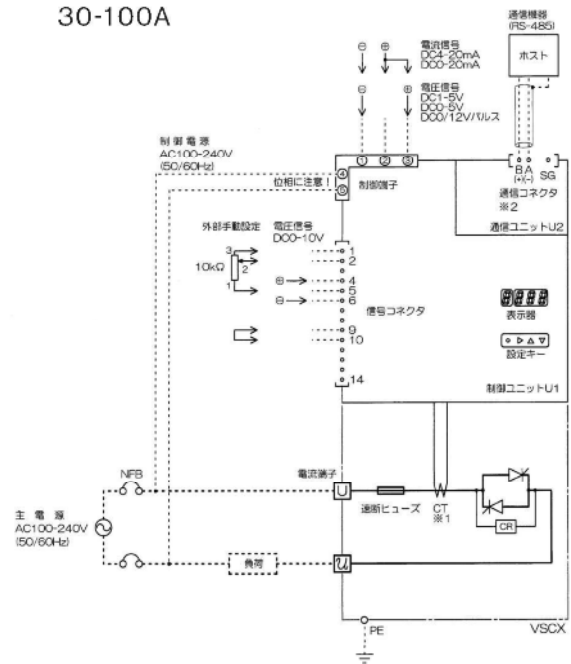 30-100A
通信機器
(RS-485)
ホスト
⊖ ⊕ 電流信号
DC4-20mA
DC0-20mA
⊖ ⊕ 電圧信号
DC1-5V
DC0-5V
DC0/12Vパルス
制御電源
AC100-240V
(50/60Hz)
① ② ③
④
⑤
位相に注意!
制御端子
B A SG
(+)(-)
通信コネクタ
※2
通信ユニットU2
外部手動設定
電圧信号
DC0-10V
3
10kΩ
2
1
1
2
⊕ 4
5
⊖ 6
9
10
14
信号コネクタ
8888
表示器
設定キー
制御ユニットU1
NFB
電流端子
U
速断ヒューズ
CT
※1
CR
主電源
AC100-240V
(50/60Hz)
負荷
u
PE
VSCX